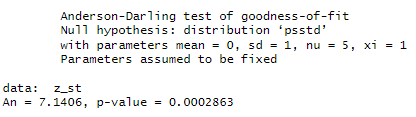 Anderson-Darling test of goodness-of-fit
Null hypothesis: distribution ‘psstd’
with parameters mean = 0, sd = 1, nu = 5, xi = 1
Parameters assumed to be fixed
data:  z_st
An = 7.1406, p-value = 0.0002863